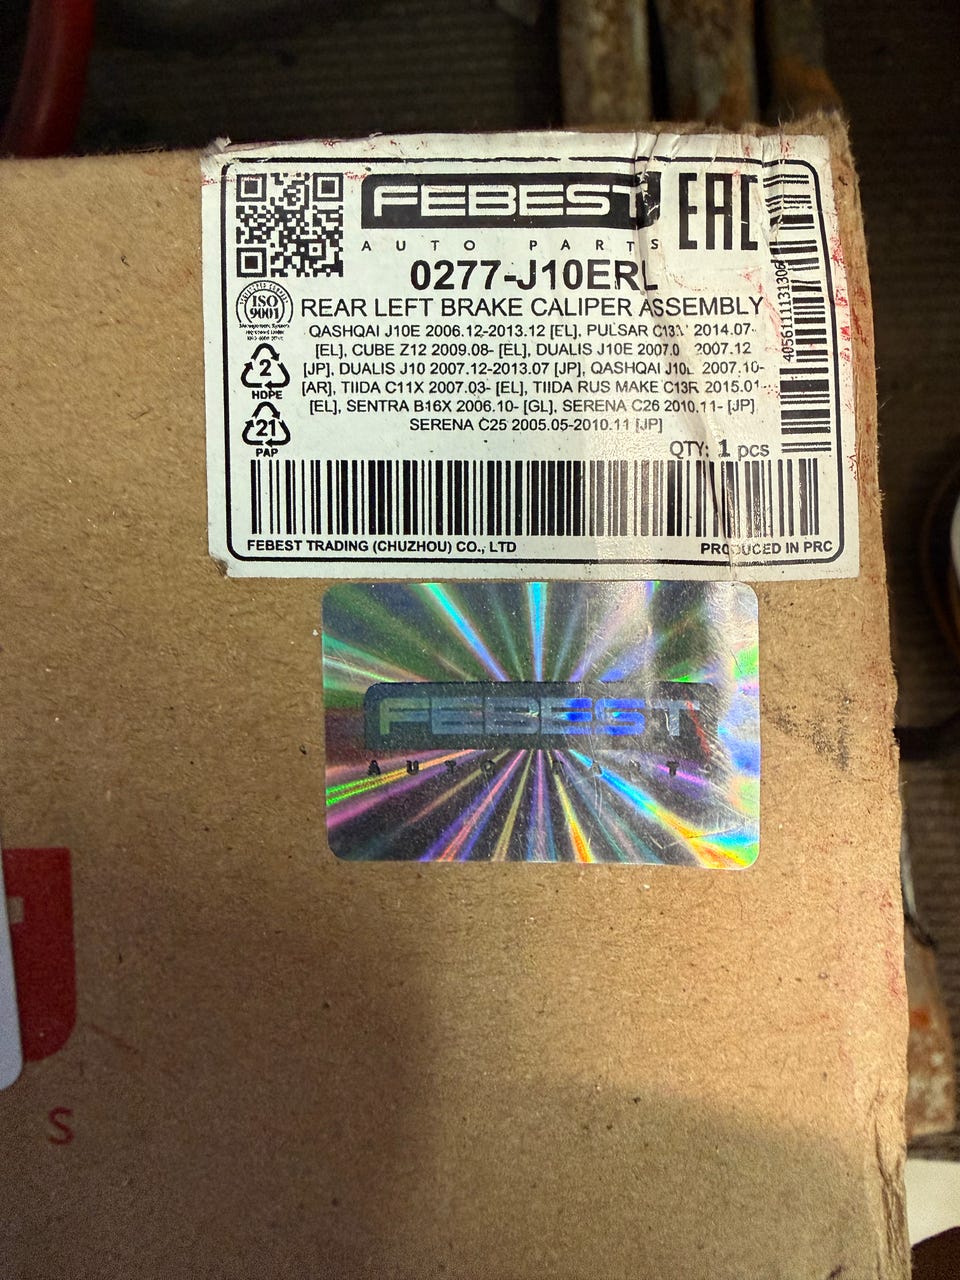 FEBEST EAC
AUTO PARTS
0277-J10ERL
ISO
9001
REAR LEFT BRAKE CALIPER ASSEMBLY
QASHQAI J10E 2006.12-2013.12 [EL], PULSAR 2014.07-
[EL], CUBE Z12 2009.08- [EL], DUALIS J10E 2007.12
[JP], DUALIS J10 2007.12-2013.07 [JP], QASHQAI 2007.10-
[AR], TIIDA C11X 2007.03- [EL], TIIDA RUS MAKE C13R 2015.01-
[EL], SENTRA B16X 2006.10- [GL], SERENA C26 2010.11- [JP]
SERENA C25 2005.05-2010.11 [JP]
2
HDPE
21
PAP
QTY: 1 pcs
4056111131306
FEBEST TRADING (CHUZHOU) CO., LTD PRODUCED IN PRC
FEBEST
AUTO PARTS
S